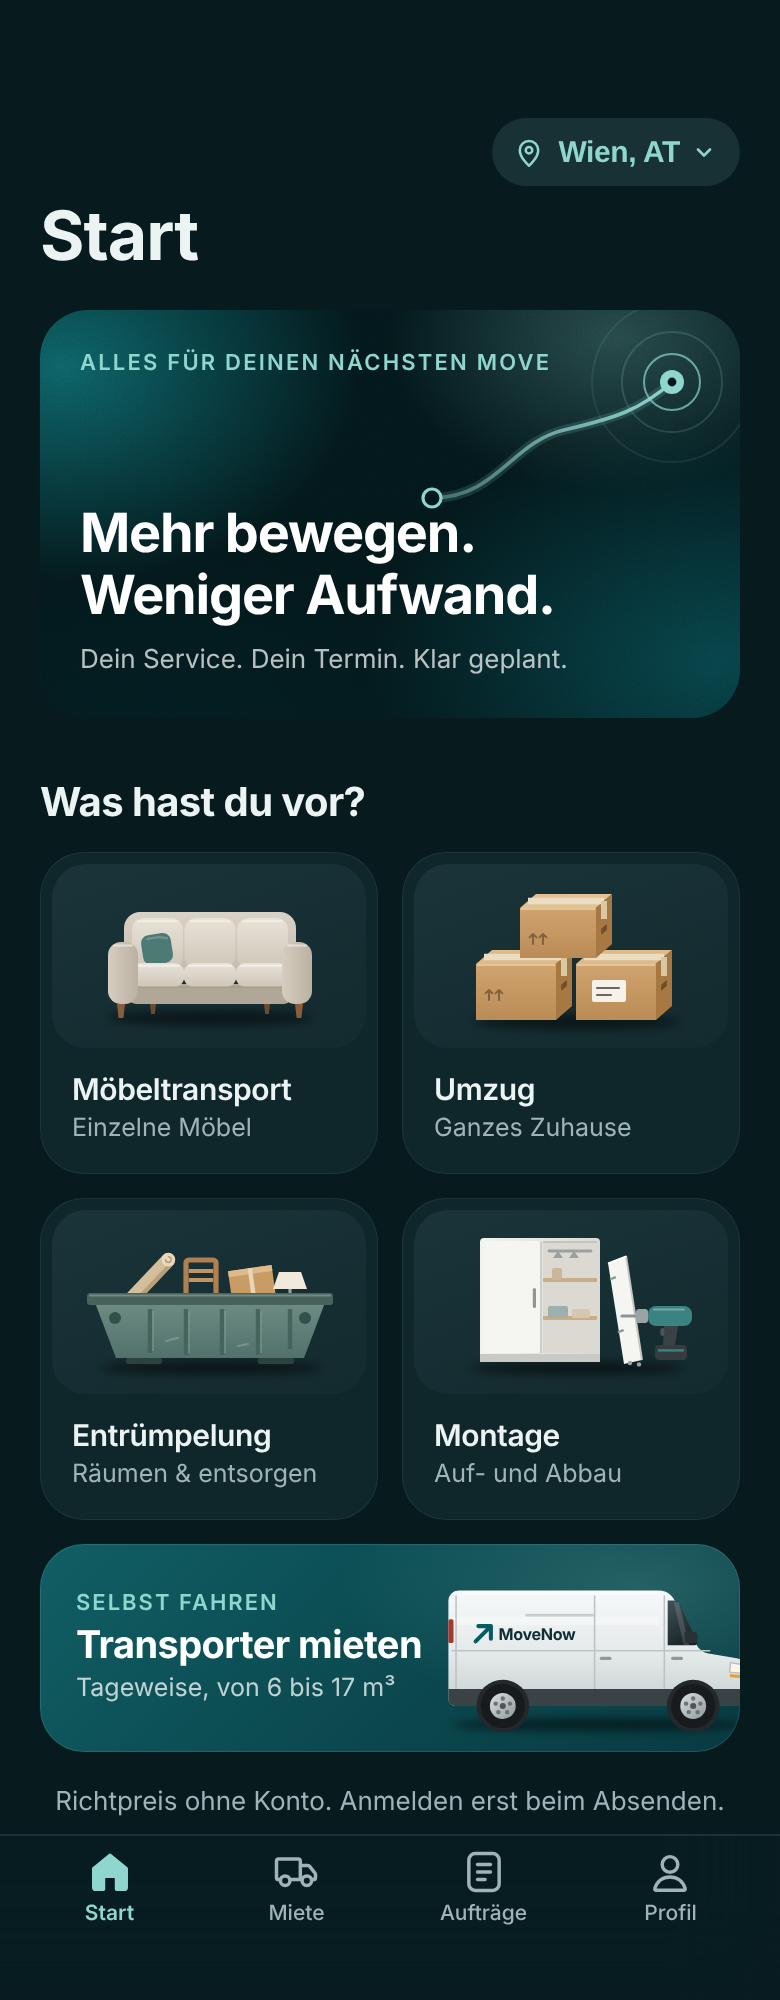 Wien, AT
Start
ALLES FÜR DEINEN NÄCHSTEN MOVE
Mehr bewegen.
Weniger Aufwand.
Dein Service. Dein Termin. Klar geplant.
Was hast du vor?
Möbeltransport
Einzelne Möbel
Umzug
Ganzes Zuhause
Entrümpelung
Räumen & entsorgen
Montage
Auf- und Abbau
SELBST FAHREN
Transporter mieten
Tageweise, von 6 bis 17 m³
MoveNow
Richtpreis ohne Konto. Anmelden erst beim Absenden.
Start
Miete
Aufträge
Profil